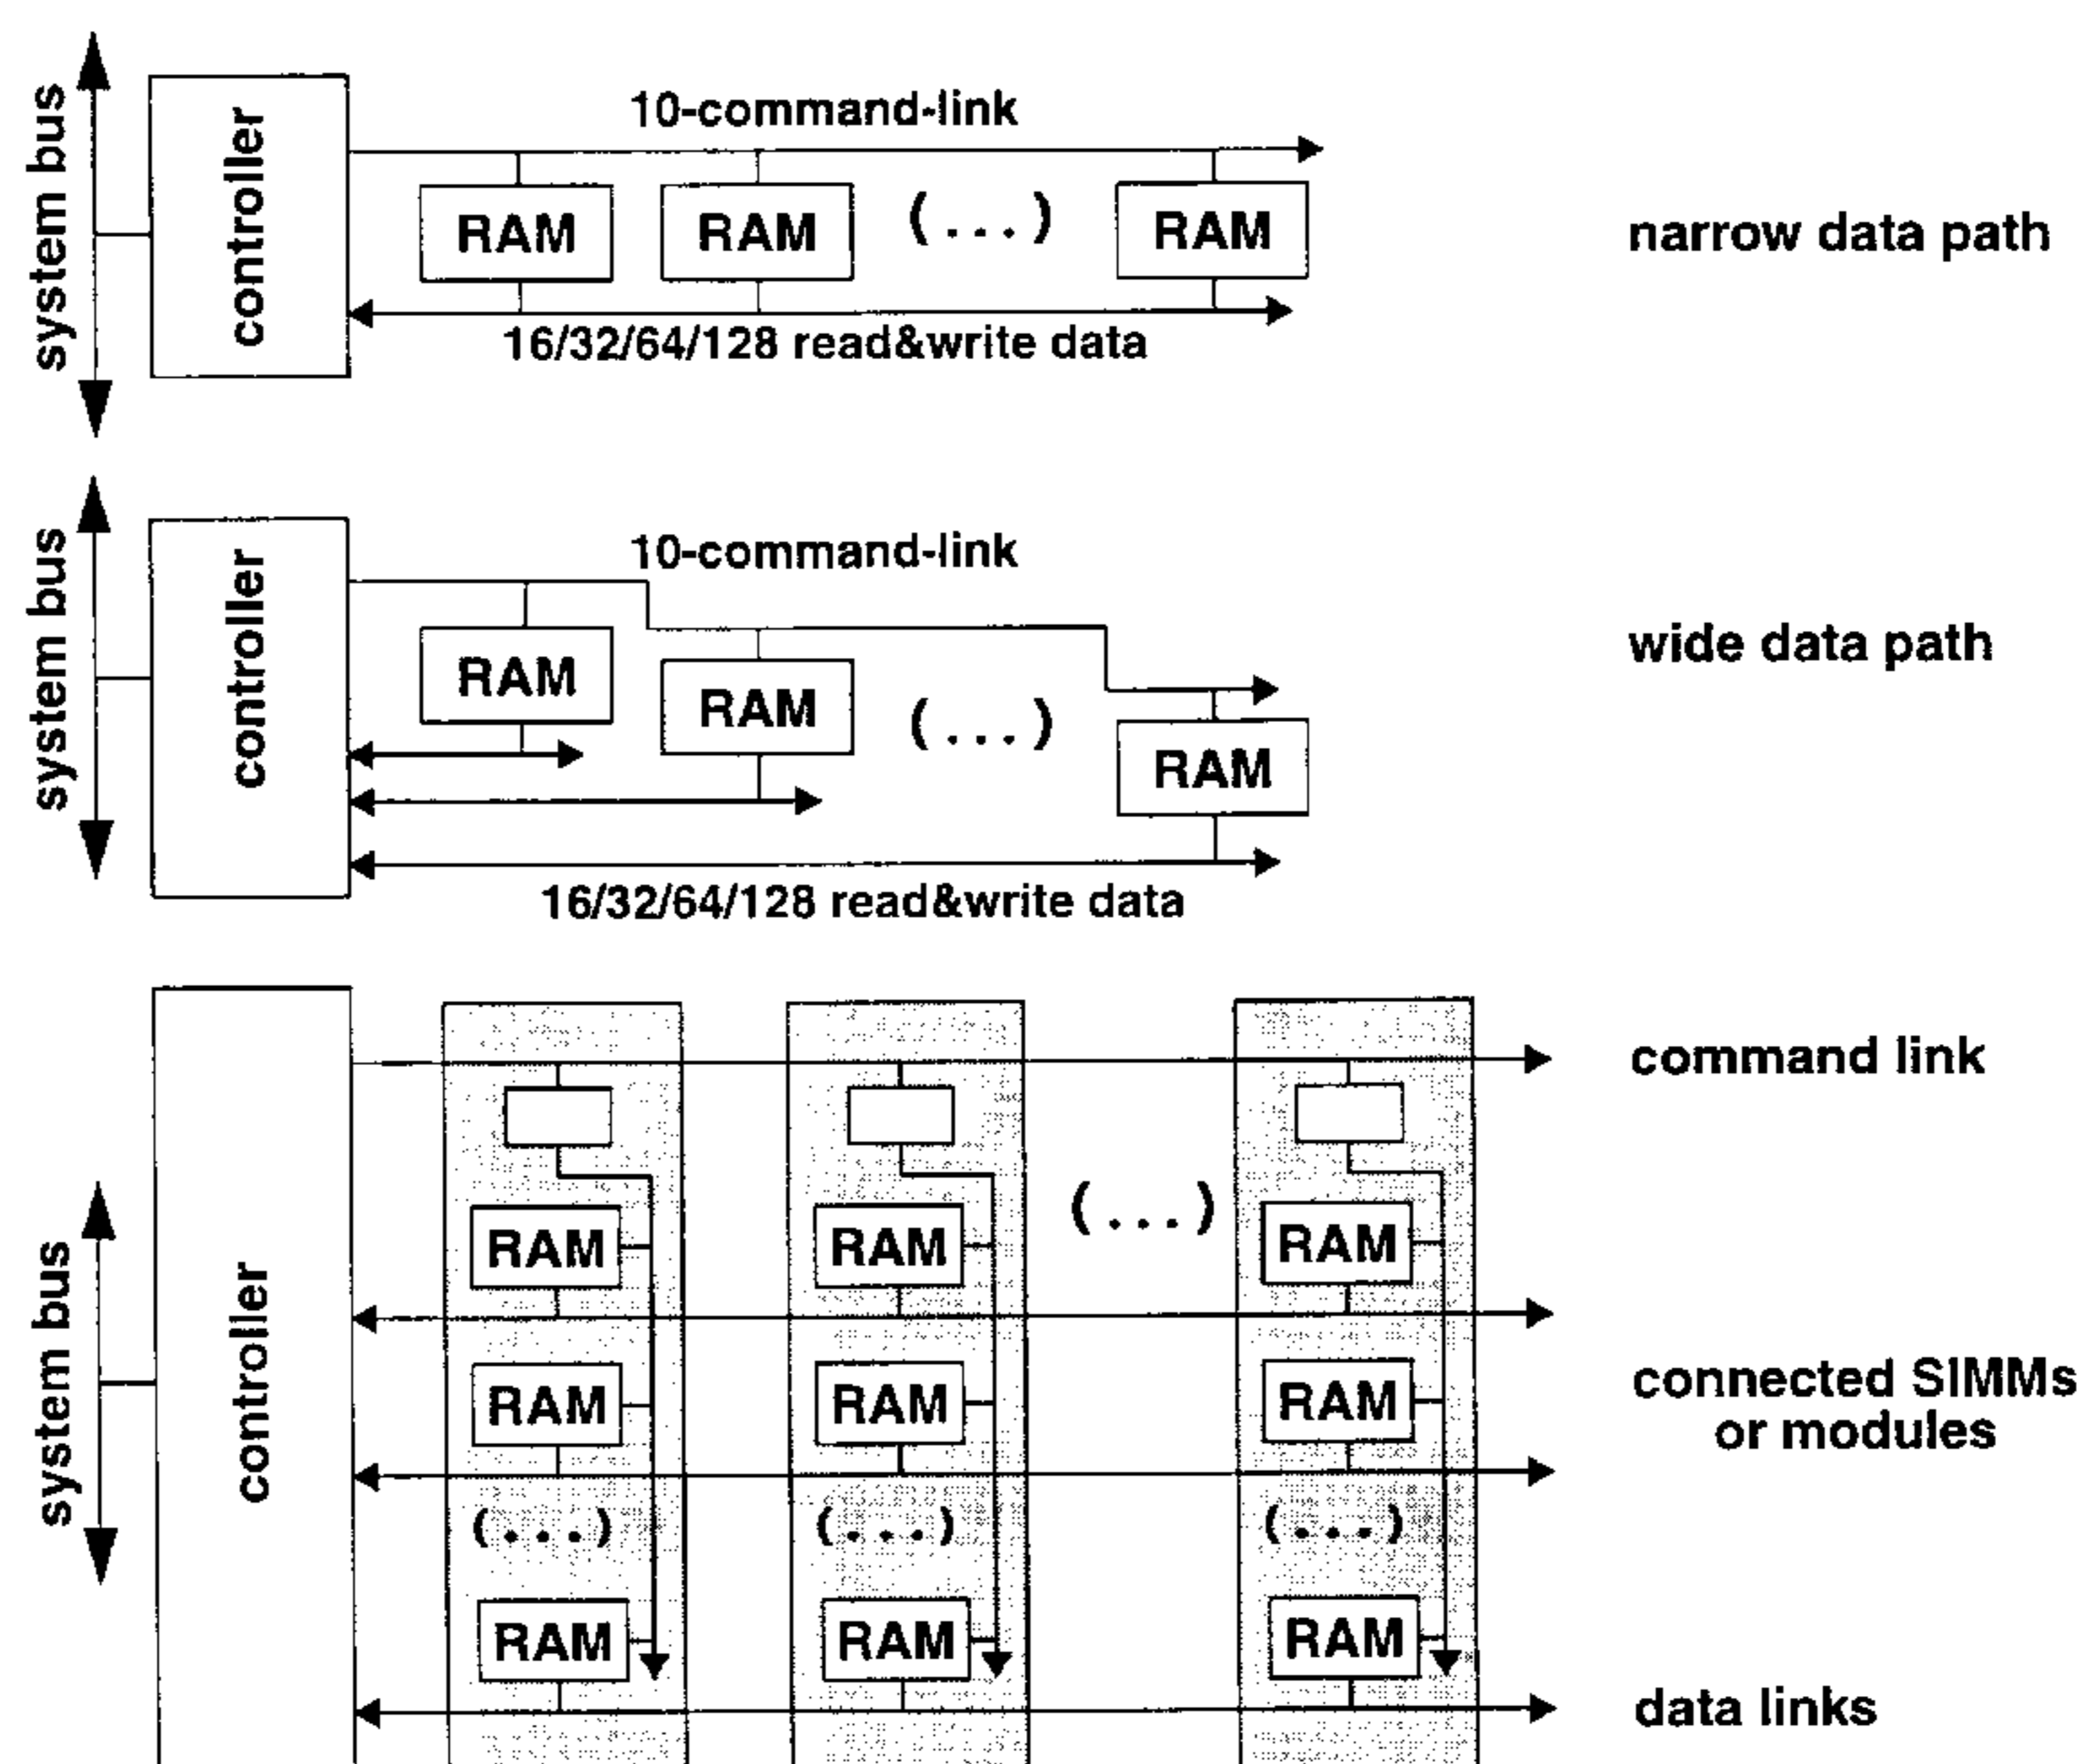 system bus
controller
10-command-link
RAM
RAM
(...)
RAM
16/32/64/128 read&write data
narrow data path
system bus
controller
10-command-link
RAM
RAM
(...)
RAM
16/32/64/128 read&write data
wide data path
system bus
controller
command link
RAM
RAM
(...)
RAM
RAM
RAM
RAM
connected SIMMs
or modules
(...)
(...)
(...)
RAM
RAM
RAM
data links